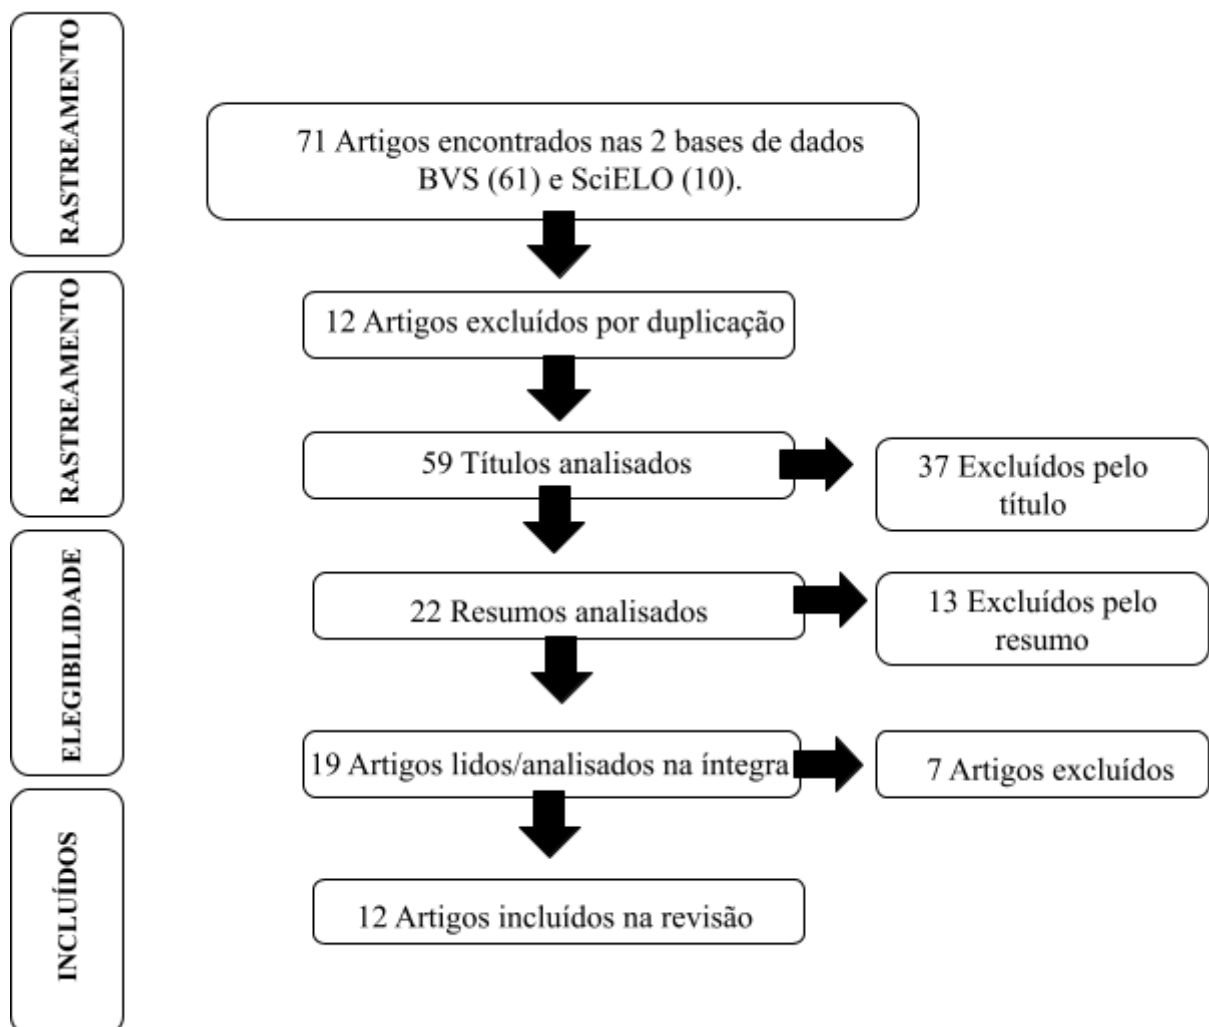 RASTREAMENTO
71 Artigos encontrados nas 2 bases de dados
BVS (61) e SciELO (10).
RASTREAMENTO
12 Artigos excluídos por duplicação
59 Títulos analisados
37 Excluídos pelo
título
ELEGIBILIDADE
22 Resumos analisados
13 Excluídos pelo
resumo
19 Artigos lidos/analisados na íntegra
7 Artigos excluídos
INCLUÍDOS
12 Artigos incluídos na revisão